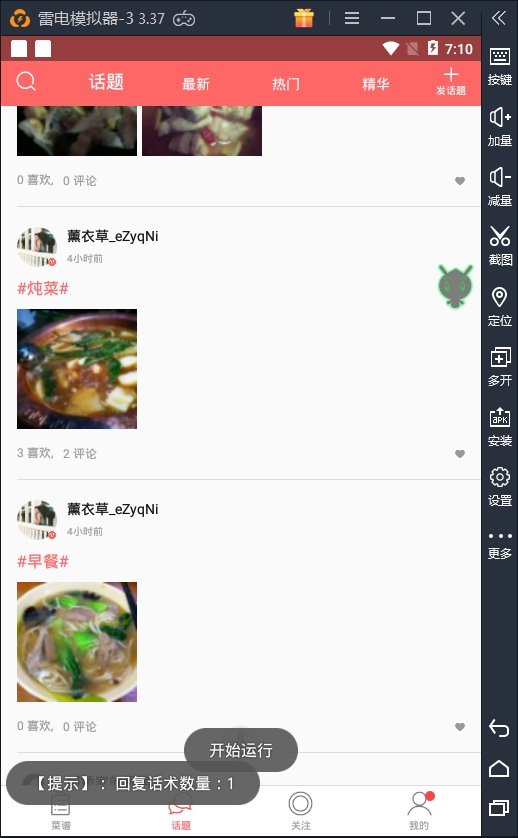 雷电模拟器-3 3.37
7:10
话题 最新 热门 精华 发话题
0 喜欢, 0 评论
薰衣草_eZyqNi
4小时前
#炖菜#
3 喜欢, 2 评论
薰衣草_eZyqNi
4小时前
#早餐#
0 喜欢, 0 评论
开始运行
【提示】: 回复话术数量:1
菜谱 话题 关注 我的
按键
加量
减量
截图
定位
多开
APK
安装
设置
更多